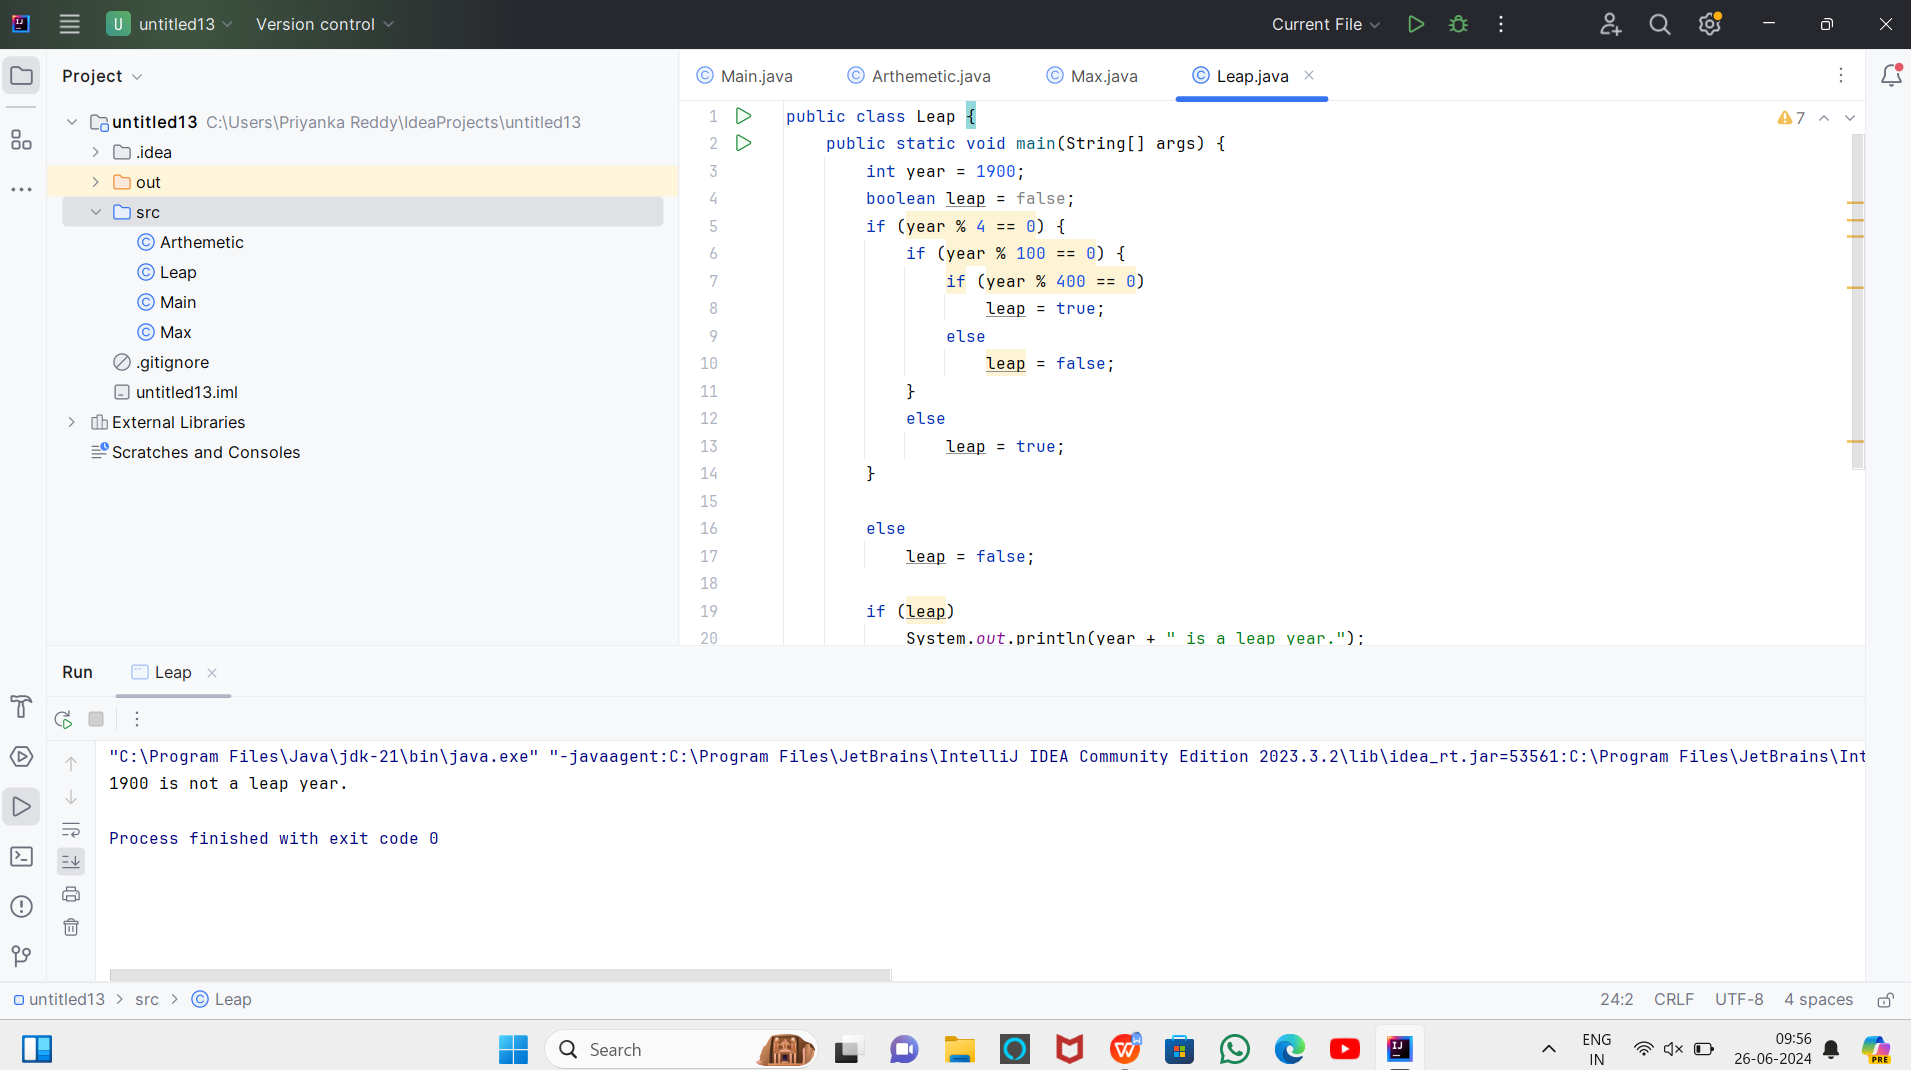 untitled13
Version control
Current File
Project
Main.java
Arthemetic.java
Max.java
Leap.java
untitled13 C:\Users\Priyanka Reddy\IdeaProjects\untitled13
.idea
out
src
Arthemetic
Leap
Main
Max
.gitignore
untitled13.iml
External Libraries
Scratches and Consoles
7
1 public class Leap {
2 public static void main(String[] args) {
3 int year = 1900;
4 boolean leap = false;
5 if (year % 4 == 0) {
6 if (year % 100 == 0) {
7 if (year % 400 == 0)
8 leap = true;
9 else
10 leap = false;
11 }
12 else
13 leap = true;
14 }
15
16 else
17 leap = false;
18
19 if (leap)
20 System.out.println(year + " is a leap year.");
Run
Leap
"C:\Program Files\Java\jdk-21\bin\java.exe" "-javaagent:C:\Program Files\JetBrains\IntelliJ IDEA Community Edition 2023.3.2\lib\idea_rt.jar=53561:C:\Program Files\JetBrains\Int
1900 is not a leap year.
Process finished with exit code 0
untitled13 > src > Leap
24:2 CRLF UTF-8 4 spaces
Search
ENG
IN
09:56
26-06-2024
PRE